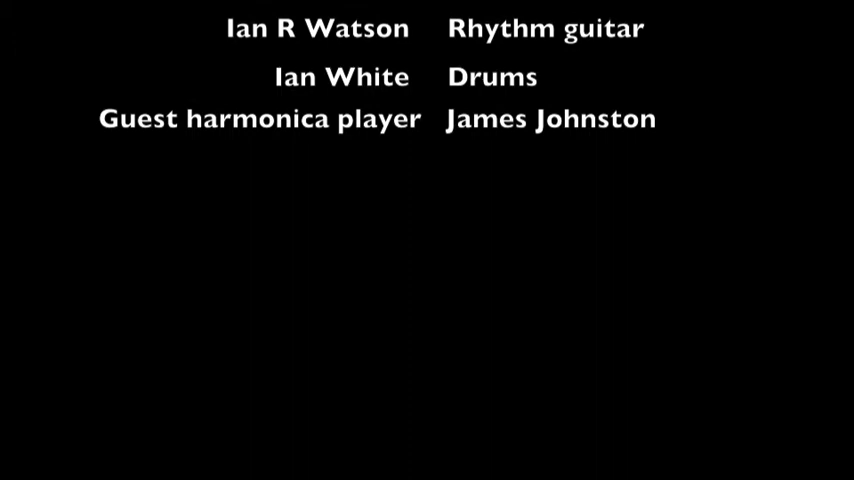 Ian R Watson Rhythm guitar
Ian White Drums
Guest harmonica player James Johnston